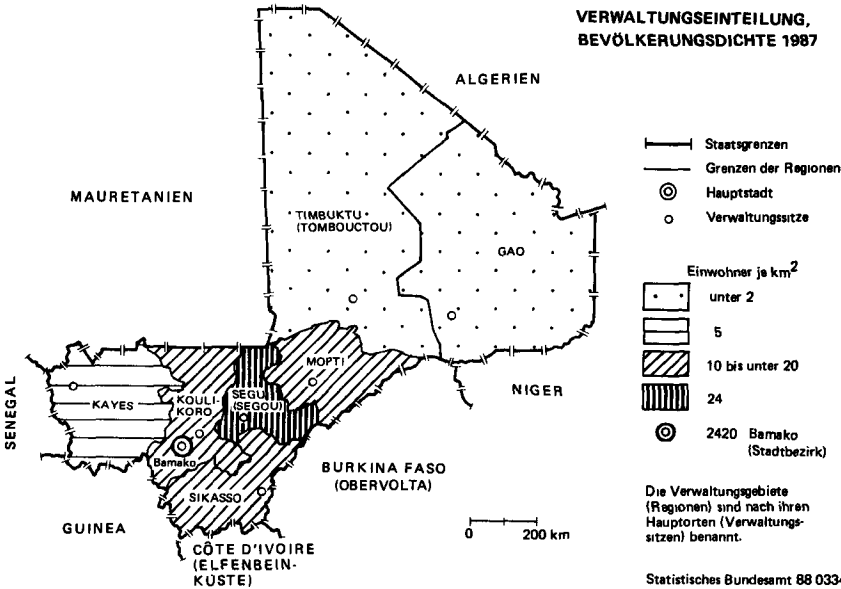 VERWALTUNGSEINTEILUNG,
BEVÖLKERUNGSDICHTE 1987
ALGERIEN
Staatsgrenzen
Grenzen der Regionen
Hauptstadt
Verwaltungssitze
MAURETANIEN
TIMBUKTU
(TOMBOUCTOU)
GAO
Einwohner je km²
unter 2
5
10 bis unter 20
24
2420 Bamako
(Stadtbezirk)
MOPTI
NIGER
SENEGAL
KAYES
KOULI-
KORO
SEGU
(SEGOU)
Bamako
SIKASSO
BURKINA FASO
(OBERVOLTA)
GUINEA
CÔTE D'IVOIRE
(ELFENBEIN-
KÜSTE)
0 200 km
Die Verwaltungsgebiete
(Regionen) sind nach ihren
Hauptorten (Verwaltungs-
sitzen) benannt.
Statistisches Bundesamt 88 0334